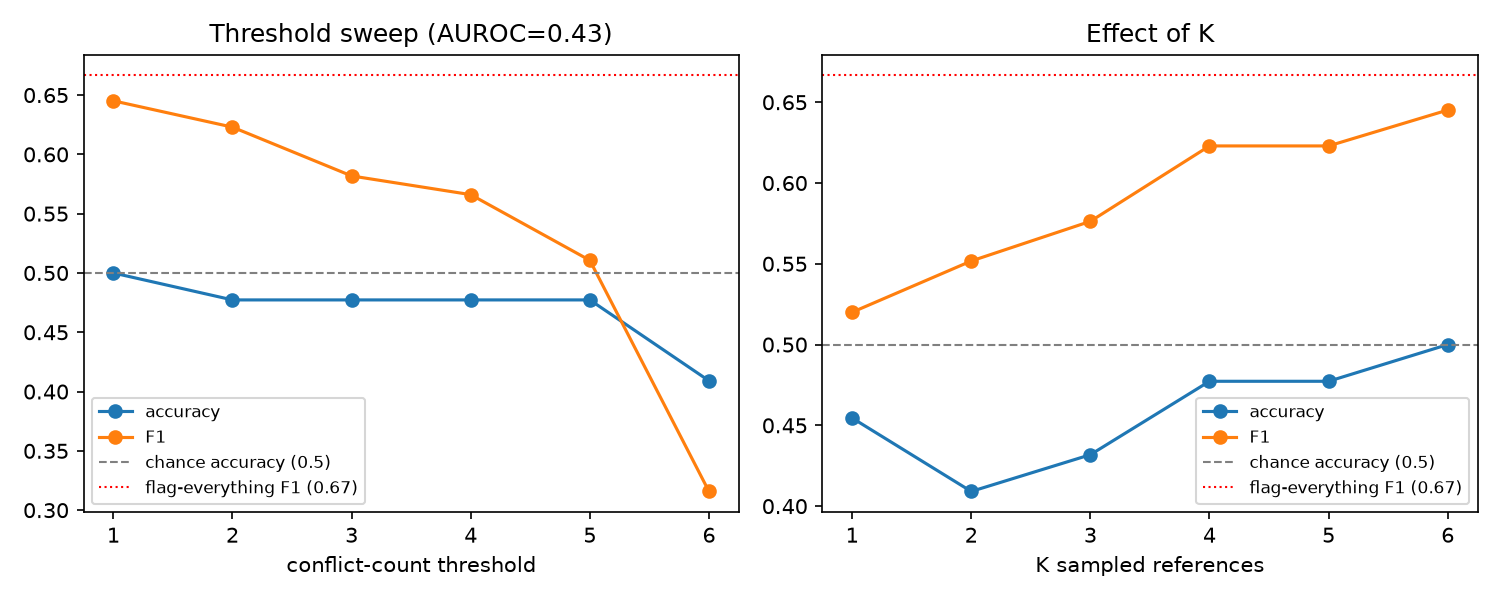 Threshold sweep (AUROC=0.43)
0.65
0.60
0.55
0.50
0.45
0.40
0.35
0.30
accuracy
F1
chance accuracy (0.5)
flag-everything F1 (0.67)
1 2 3 4 5 6
conflict-count threshold
Effect of K
0.65
0.60
0.55
0.50
0.45
0.40
accuracy
F1
chance accuracy (0.5)
flag-everything F1 (0.67)
1 2 3 4 5 6
K sampled references